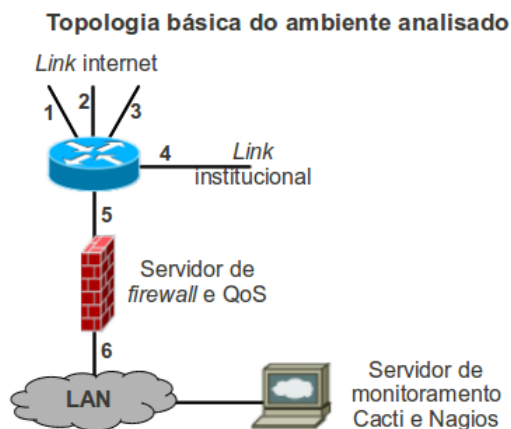 Topologia básica do ambiente analisado
Link internet
1
2
3
4
Link
institucional
5
Servidor de
firewall e QoS
6
LAN
Servidor de
monitoramento
Cacti e Nagios